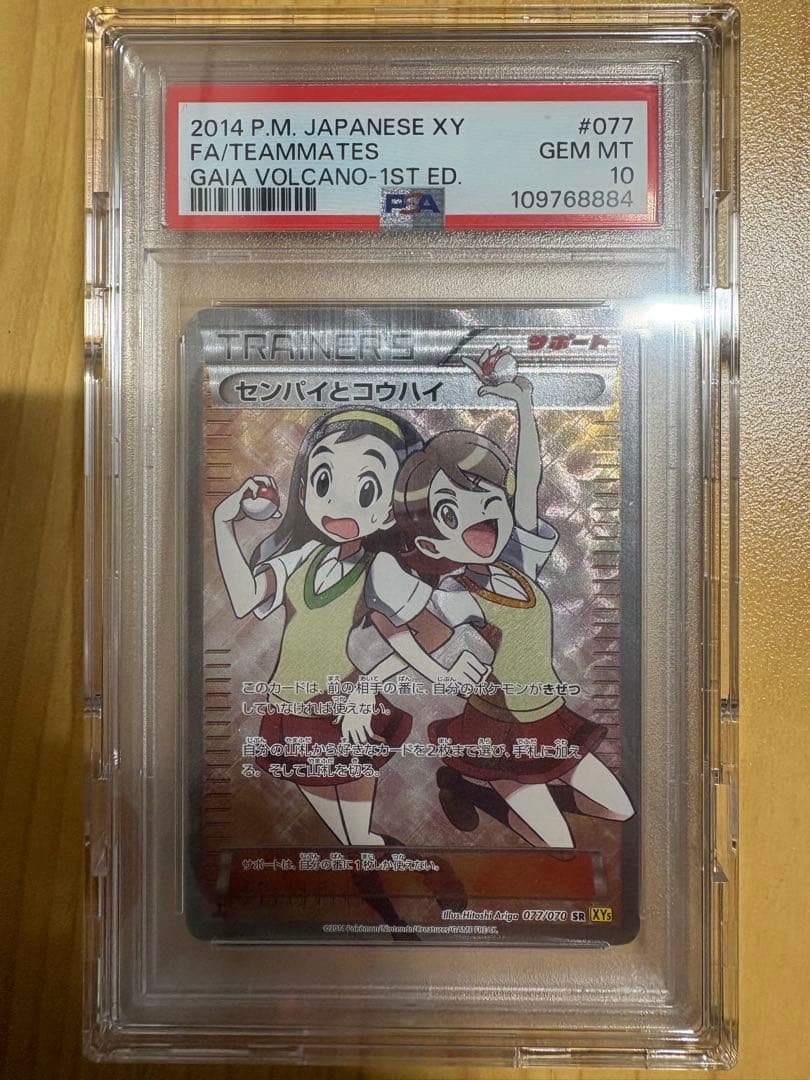 2014 P.M. JAPANESE XY #077
FA/TEAMMATES GEM MT
GAIA VOLCANO-1ST ED. 10
PSA 109768884
TRAINER'S サポート
センパイとコウハイ
このカードは、前の相手の番に、自分のポケモンがきぜつ
していなければ使えない。
自分の山札から好きなカードを2枚まで選び、手札に加え
る。そして山札を切る。
サポートは、自分の番に1枚しか使えない。
Illus. Hitoshi Ariga 077/070 SR XY5
©2014 Pokémon/Nintendo/Creatures/GAME FREAK.